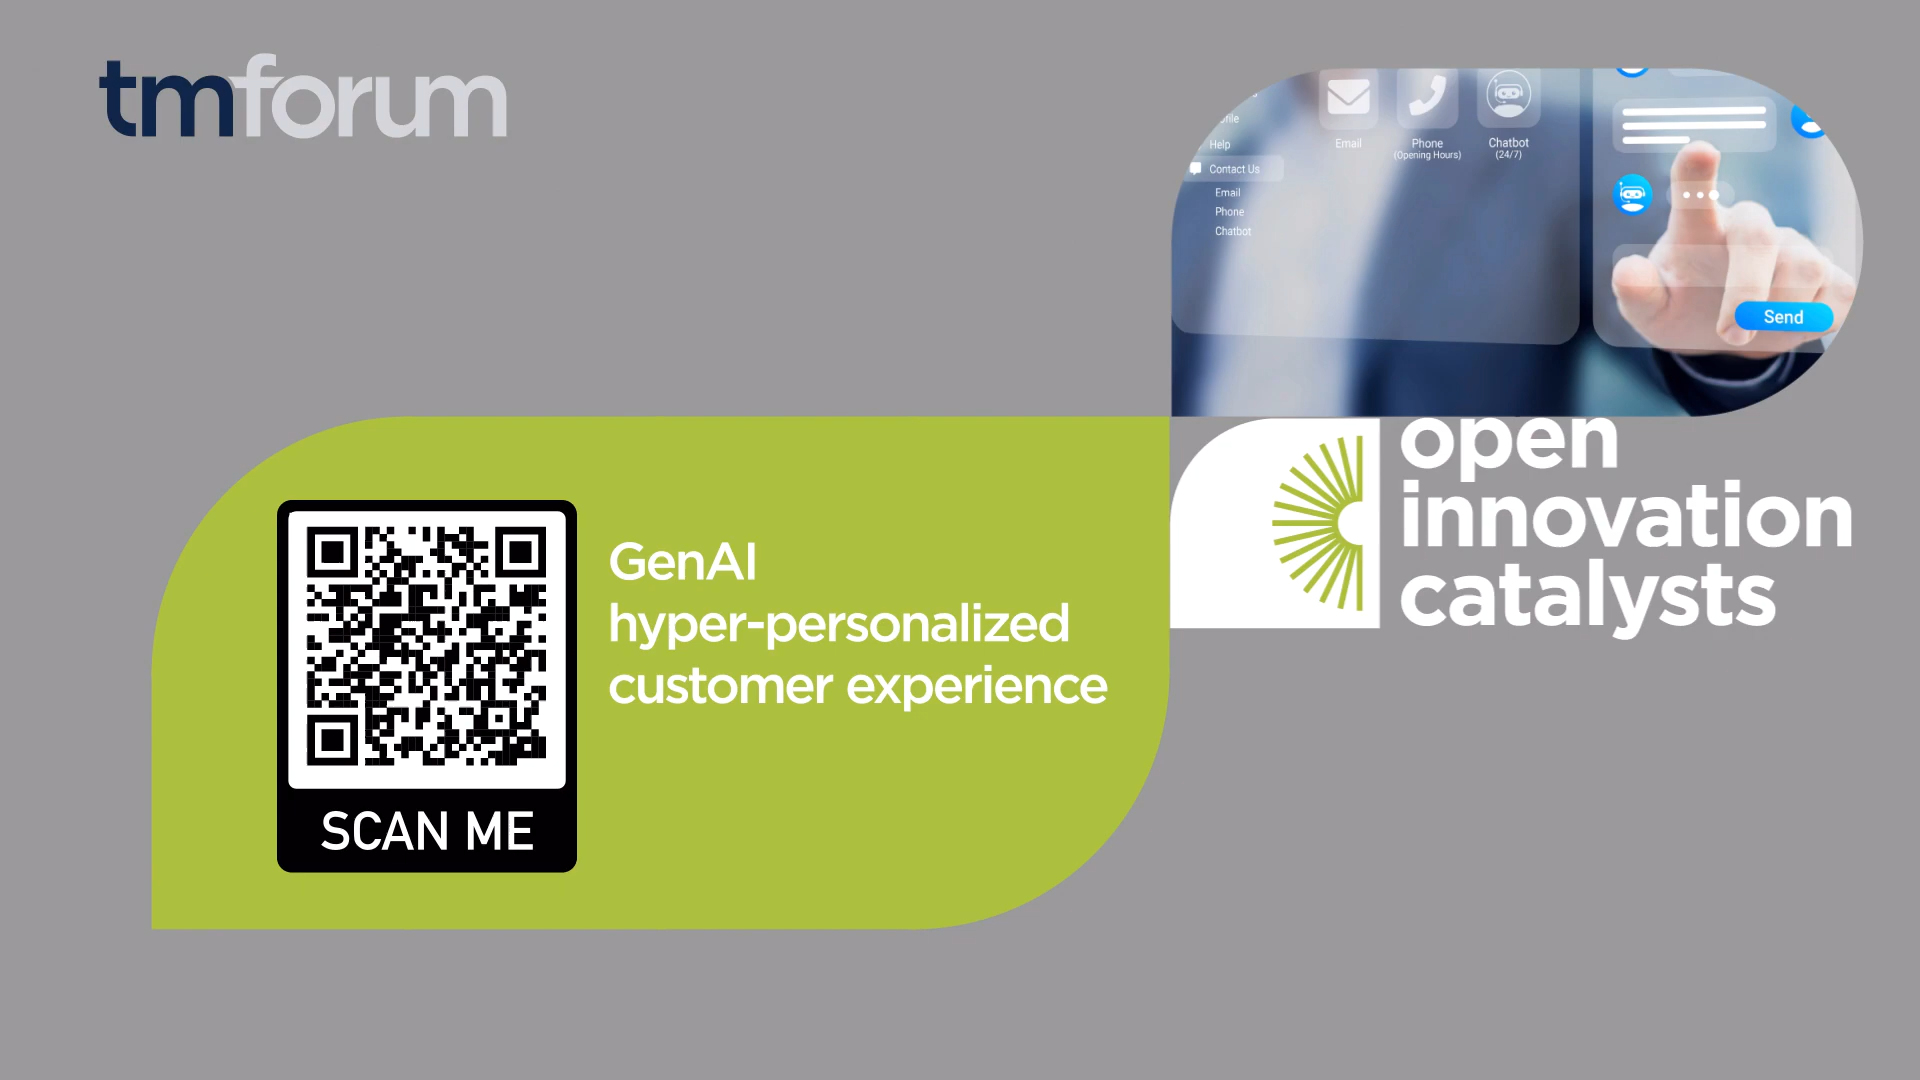 tmforum
Email
Phone
(Opening Hours)
Chatbot
(24/7)
Help
Contact Us
Email
Phone
Chatbot
Send
open
innovation
catalysts
GenAI
hyper-personalized
customer experience
SCAN ME